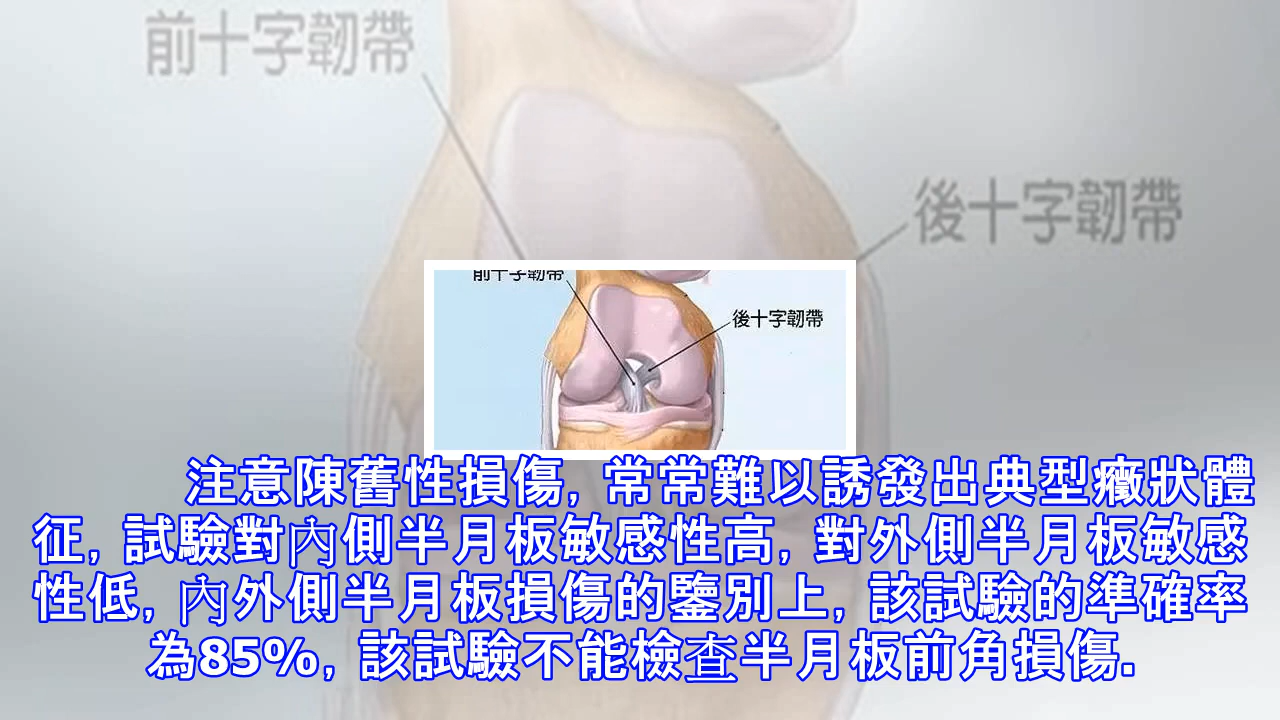 前十字韌帶
後十字韌帶
前十字韌帶
後十字韌帶
注意陳舊性損傷, 常常難以誘發出典型癥狀體
征, 試驗對內側半月板敏感性高, 對外側半月板敏感
性低, 內外側半月板損傷的鑒別上, 該試驗的準確率
為85%, 該試驗不能檢查半月板前角損傷.